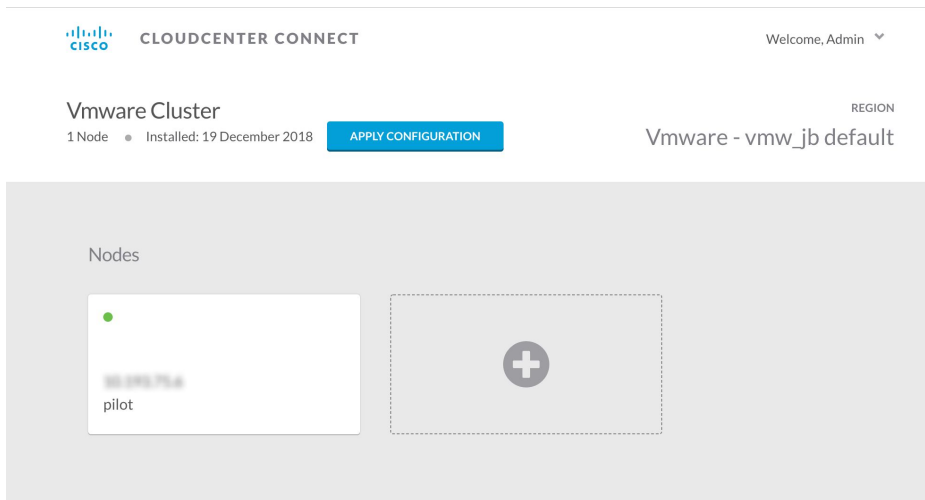 CISCO
CLOUDCENTER CONNECT
Welcome, Admin
Vmware Cluster
1 Node • Installed: 19 December 2018
APPLY CONFIGURATION
REGION
Vmware - vmw_jb default
Nodes
pilot